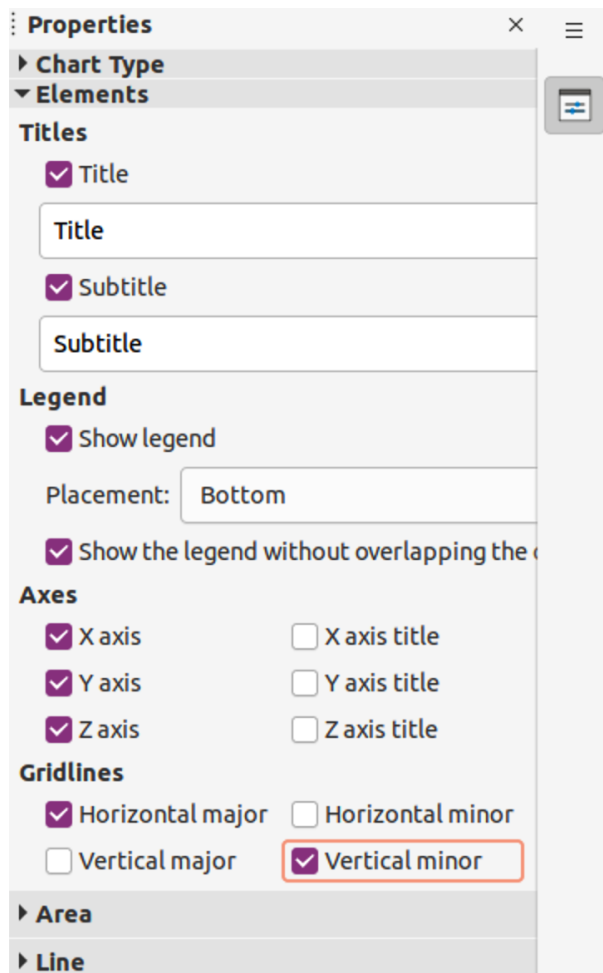 Properties
Chart Type
Elements
Titles
Title
Title
Subtitle
Subtitle
Legend
Show legend
Placement: Bottom
Show the legend without overlapping the
Axes
X axis X axis title
Y axis Y axis title
Z axis Z axis title
Gridlines
Horizontal major Horizontal minor
Vertical major Vertical minor
Area
Line